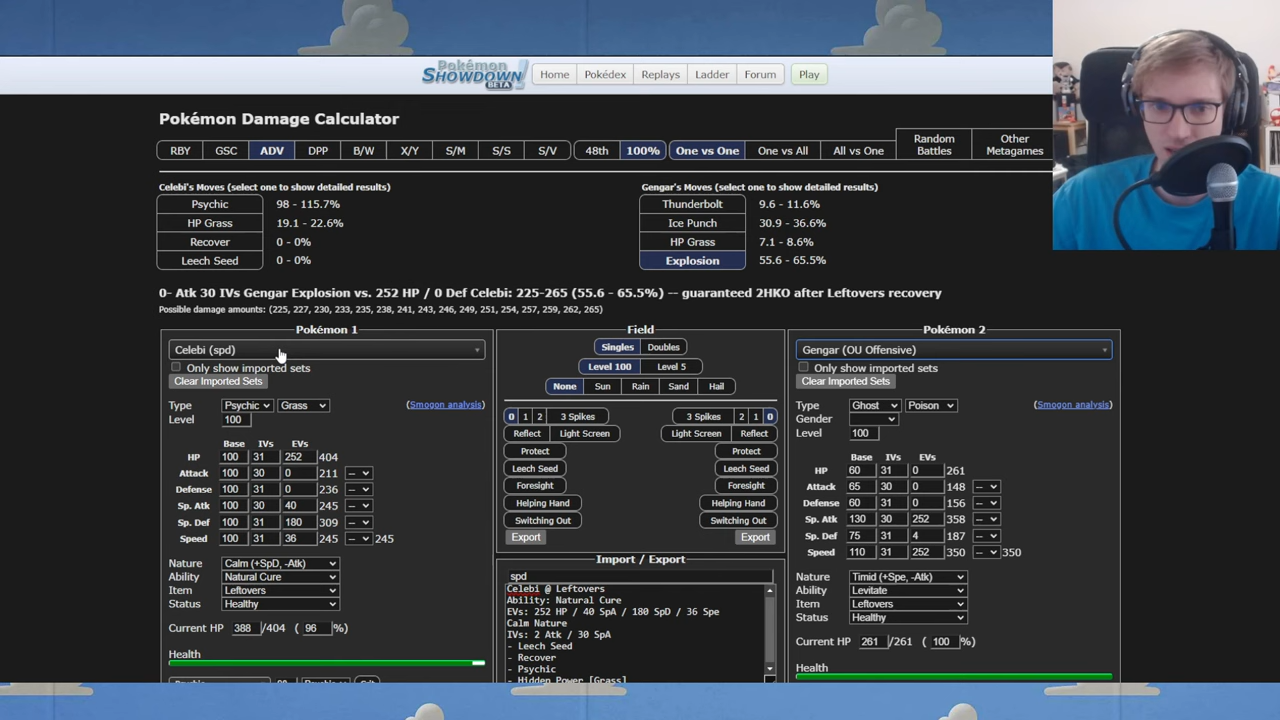 Pokémon
SHOWDOWN!
BETA
Home Pokédex Replays Ladder Forum Play
Pokémon Damage Calculator
RBY GSC ADV DPP B/W X/Y S/M S/S S/V 48th 100% One vs One One vs All All vs One Random Battles Other Metagames
Celebi's Moves (select one to show detailed results)
Psychic 98 - 115.7%
HP Grass 19.1 - 22.6%
Recover 0 - 0%
Leech Seed 0 - 0%
Gengar's Moves (select one to show detailed results)
Thunderbolt 9.6 - 11.6%
Ice Punch 30.9 - 36.6%
HP Grass 7.1 - 8.6%
Explosion 55.6 - 65.5%
0- Atk 30 IVs Gengar Explosion vs. 252 HP / 0 Def Celebi: 225-265 (55.6 - 65.5%) -- guaranteed 2HKO after Leftovers recovery
Possible damage amounts: (225, 227, 230, 233, 235, 238, 241, 243, 246, 249, 251, 254, 257, 259, 262, 265)
Pokémon 1
Celebi (spd)
Only show imported sets
Clear Imported Sets
Type Psychic Grass (Smogon analysis)
Level 100
Base IVs EVs
HP 100 31 252 404
Attack 100 30 0 211 --
Defense 100 31 0 236 --
Sp. Atk 100 30 40 245 --
Sp. Def 100 31 180 309 --
Speed 100 31 36 245 -- 245
Nature Calm (+SpD, -Atk)
Ability Natural Cure
Item Leftovers
Status Healthy
Current HP 388 /404 ( 96 %)
Health
Field
Singles Doubles
Level 100 Level 5
None Sun Rain Sand Hail
0 1 2 3 Spikes 3 Spikes 2 1 0
Reflect Light Screen Light Screen Reflect
Protect Protect
Leech Seed Leech Seed
Foresight Foresight
Helping Hand Helping Hand
Switching Out Switching Out
Export Export
Import / Export
spd
Celebi @ Leftovers
Ability: Natural Cure
EVs: 252 HP / 40 SpA / 180 SpD / 36 Spe
Calm Nature
IVs: 2 Atk / 30 SpA
- Leech Seed
- Recover
- Psychic
- Hidden Power [Grass]
Pokémon 2
Gengar (OU Offensive)
Only show imported sets
Clear Imported Sets
Type Ghost Poison (Smogon analysis)
Gender
Level 100
Base IVs EVs
HP 60 31 0 261
Attack 65 30 0 148 --
Defense 60 31 0 156 --
Sp. Atk 130 30 252 358 --
Sp. Def 75 31 4 187 --
Speed 110 31 252 350 -- 350
Nature Timid (+Spe, -Atk)
Ability Levitate
Item Leftovers
Status Healthy
Current HP 261 /261 ( 100 %)
Health